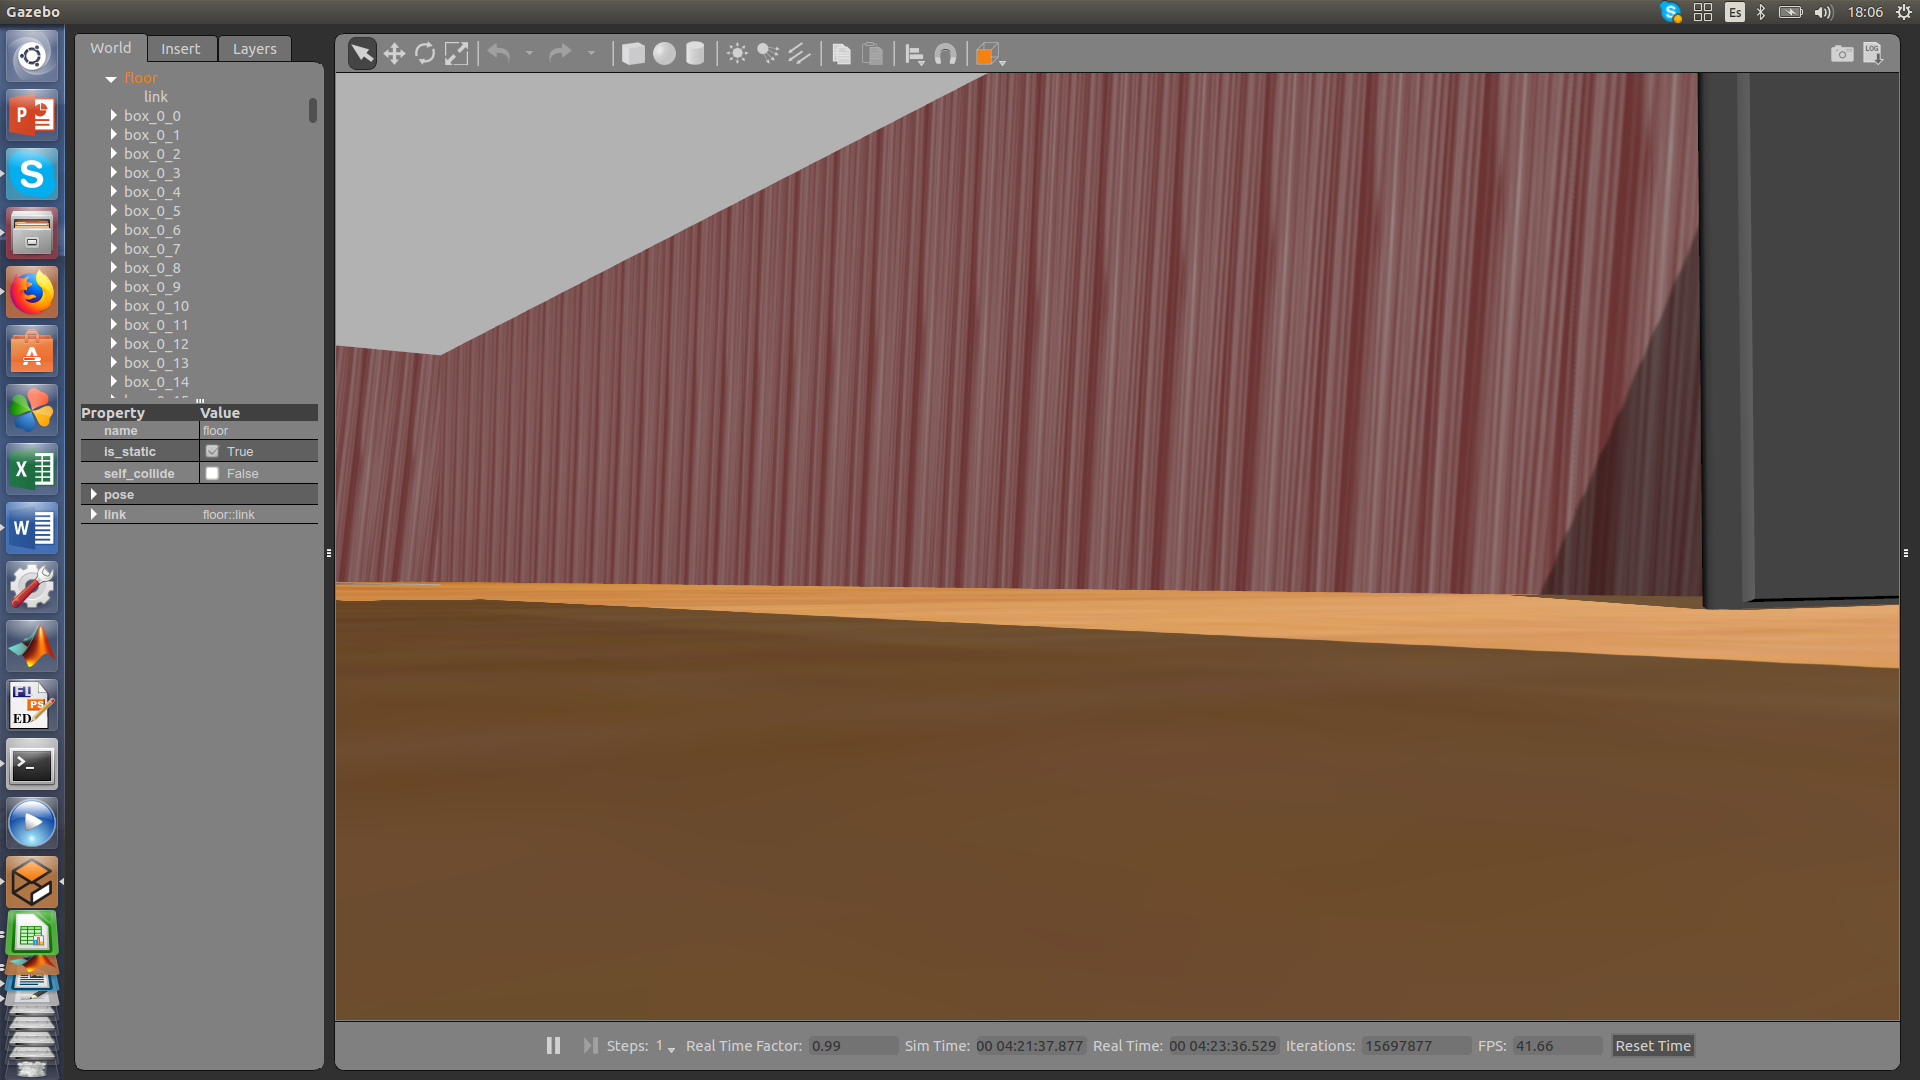 Gazebo
Es
18:06
World
Insert
Layers
LOG
floor
link
box_0_0
box_0_1
box_0_2
box_0_3
box_0_4
box_0_5
box_0_6
box_0_7
box_0_8
box_0_9
box_0_10
box_0_11
box_0_12
box_0_13
box_0_14
Property Value
name floor
is_static True
self_collide False
pose
link floor::link
Steps: 1 Real Time Factor: 0.99 Sim Time: 00 04:21:37.877 Real Time: 00 04:23:36.529 Iterations: 15697877 FPS: 41.66 Reset Time